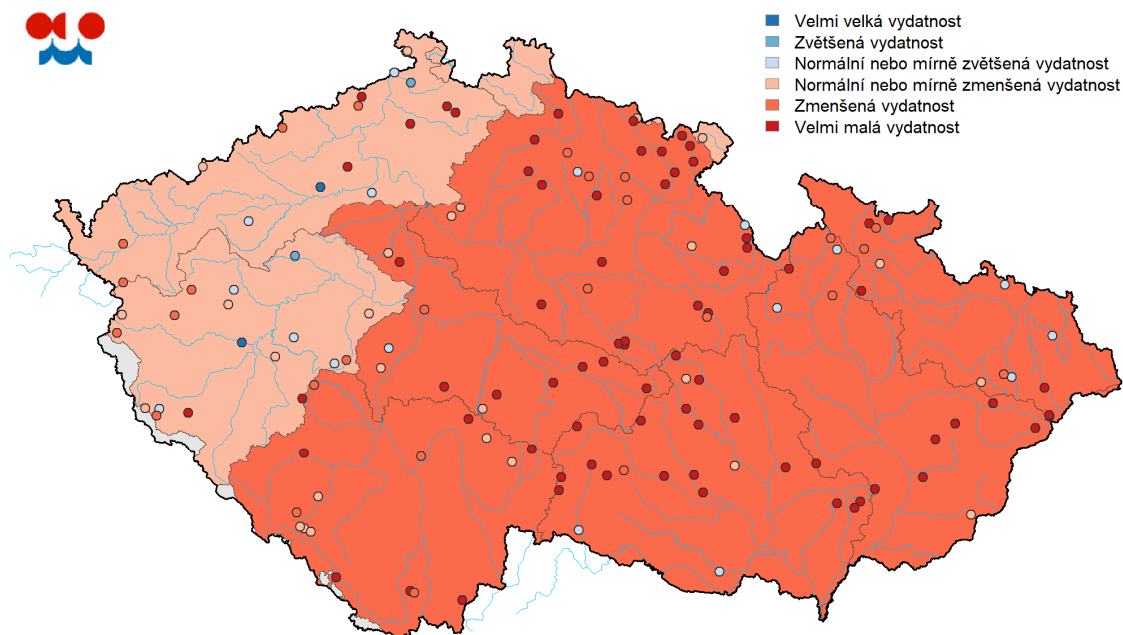 Velmi velká vydatnost
Zvětšená vydatnost
Normální nebo mírně zvětšená vydatnost
Normální nebo mírně zmenšená vydatnost
Zmenšená vydatnost
Velmi malá vydatnost